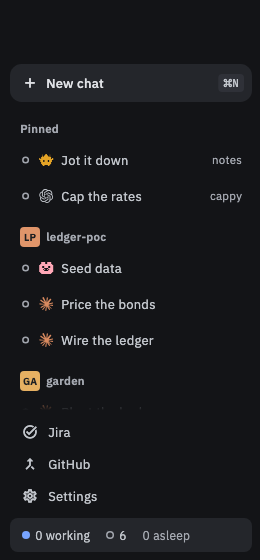 New chat ⌘N
Pinned
Jot it down notes
Cap the rates cappy
LP ledger-poc
Seed data
Price the bonds
Wire the ledger
GA garden
Jira
GitHub
Settings
0 working 6 0 asleep